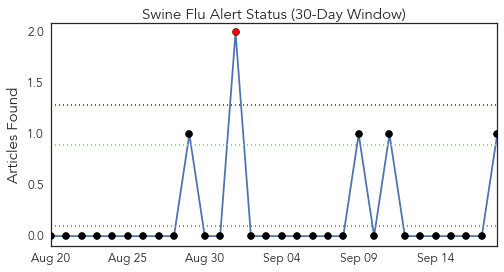 Swine Flu Alert Status (30-Day Window)
Articles Found
2.0
1.5
1.0
0.5
0.0
Aug 20 Aug 25 Aug 30 Sep 04 Sep 09 Sep 14